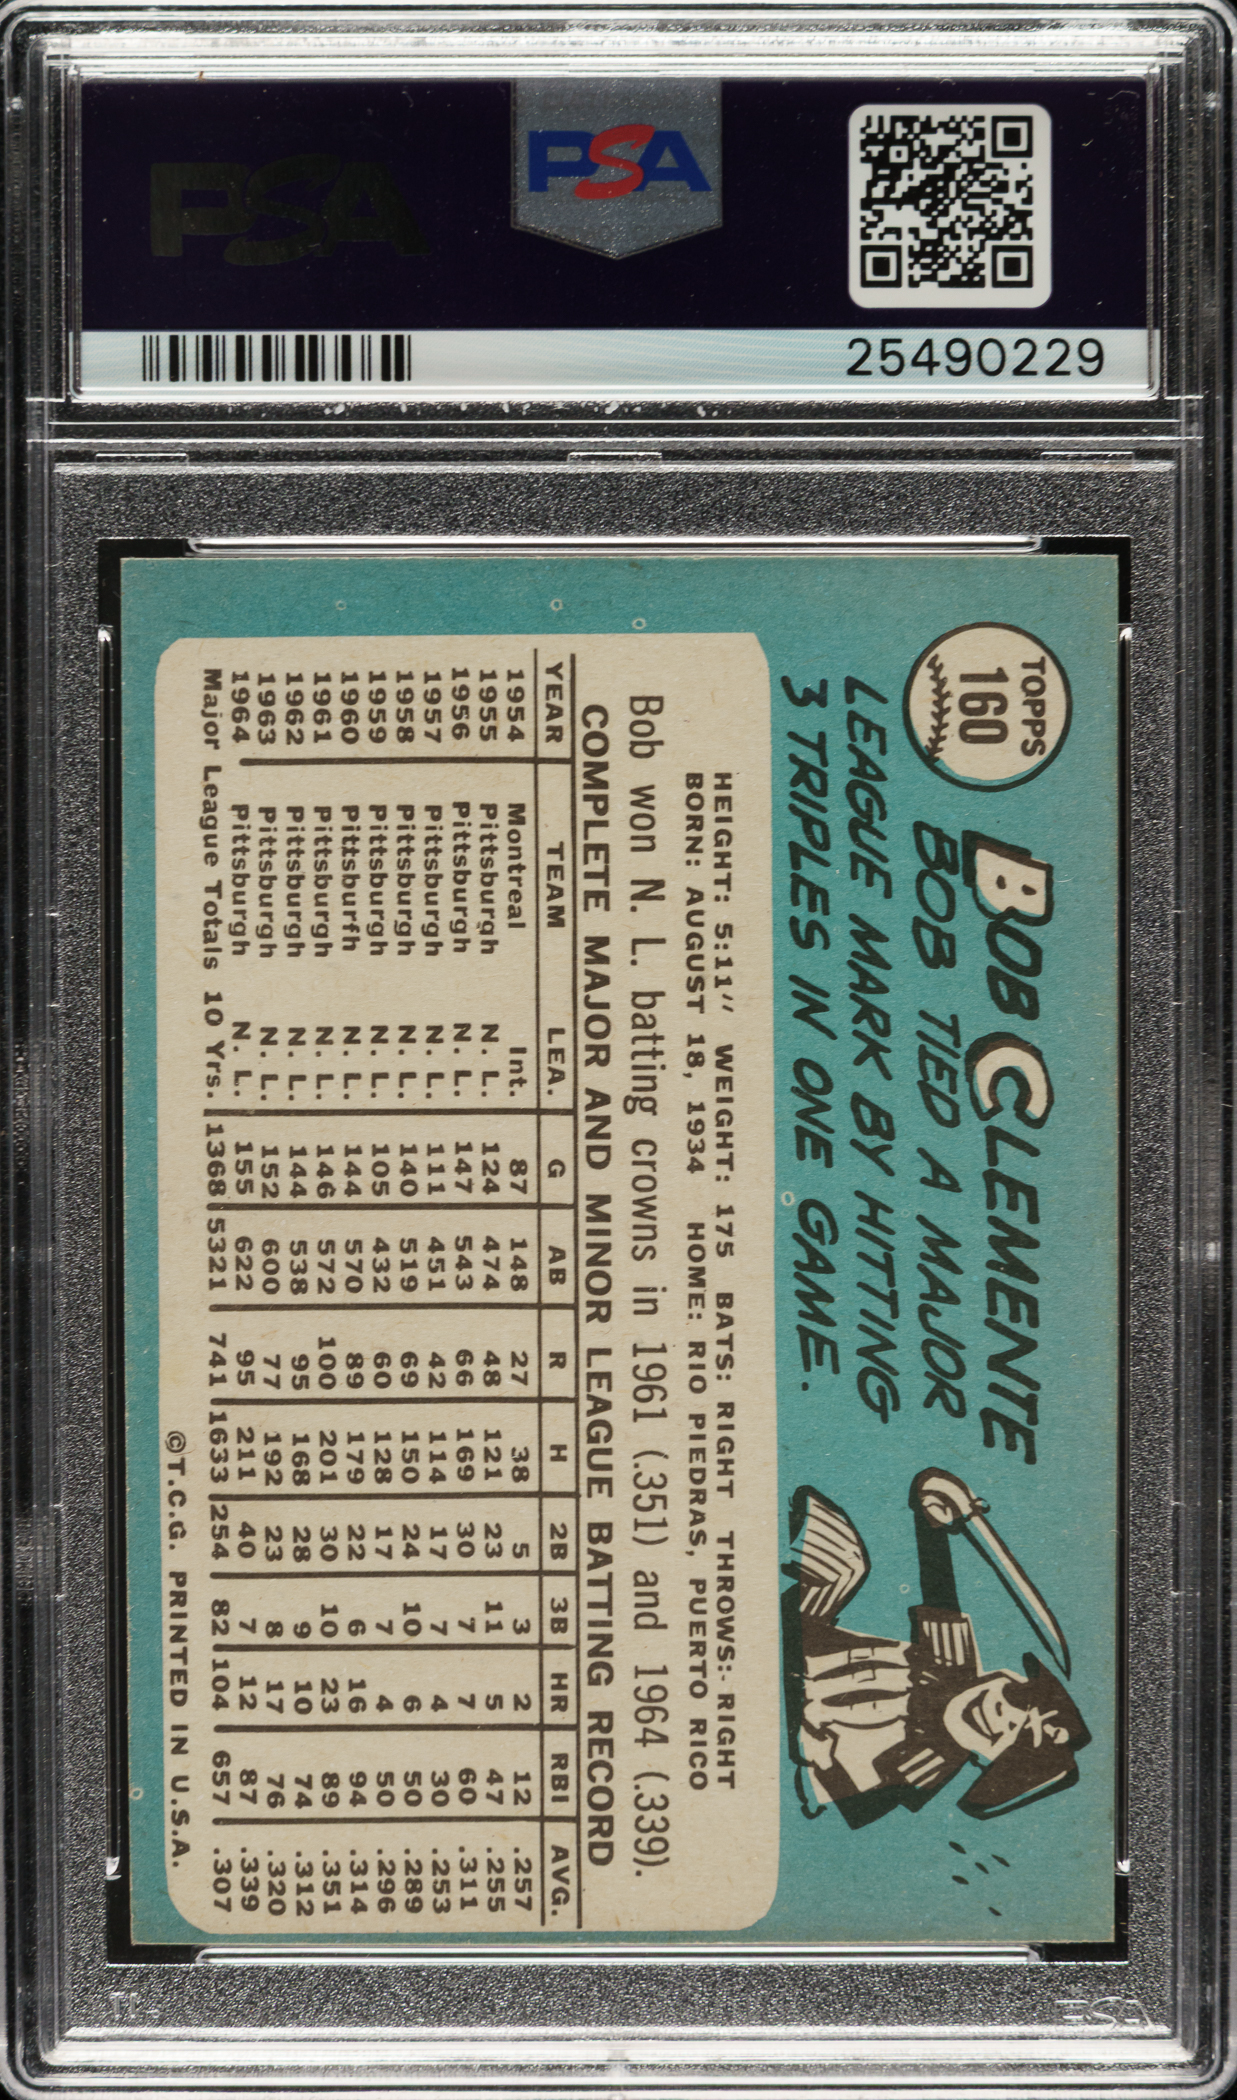 PSA
PSA
25490229
TOPPS
160
BOB CLEMENTE
BOB TIED A MAJOR
LEAGUE MARK BY HITTING
3 TRIPLES IN ONE GAME.
HEIGHT: 5:11″ WEIGHT: 175 BATS: RIGHT THROWS:- RIGHT
BORN: AUGUST 18, 1934 HOME: RIO PIEDRAS, PUERTO RICO
Bob won N. L. batting crowns in 1961 (.351) and 1964 (.339).
COMPLETE MAJOR AND MINOR LEAGUE BATTING RECORD
YEAR TEAM LEA. G AB R H 2B 3B HR RBI AVG.
1954 Montreal Int. 87 148 27 38 5 3 2 12 .257
1955 Pittsburgh N. L. 124 474 48 121 23 11 5 47 .255
1956 Pittsburgh N. L. 147 543 66 169 30 7 7 60 .311
1957 Pittsburgh N. L. 111 451 42 114 17 7 4 30 .253
1958 Pittsburgh N. L. 140 519 69 150 24 10 6 50 .289
1959 Pittsburgh N. L. 105 432 60 128 17 7 4 50 .296
1960 Pittsburfh N. L. 144 570 89 179 22 6 16 94 .314
1961 Pittsburgh N. L. 146 572 100 201 30 10 23 89 .351
1962 Pittsburgh N. L. 144 538 95 168 28 9 10 74 .312
1963 Pittsburgh N. L. 152 600 77 192 23 8 17 76 .320
1964 Pittsburgh N. L. 155 622 95 211 40 7 12 87 .339
Major League Totals 10 Yrs. 1368 5321 741 1633 254 82 104 657 .307
©T.C.G. PRINTED IN U.S.A.
PSA